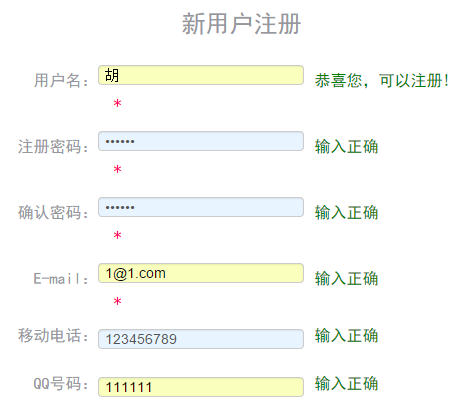 新用户注册
用户名: 胡 恭喜您，可以注册!
*
注册密码: •••••• 输入正确
*
确认密码: •••••• 输入正确
*
E-mail: 1@1.com 输入正确
*
移动电话: 123456789 输入正确
QQ号码: 111111 输入正确